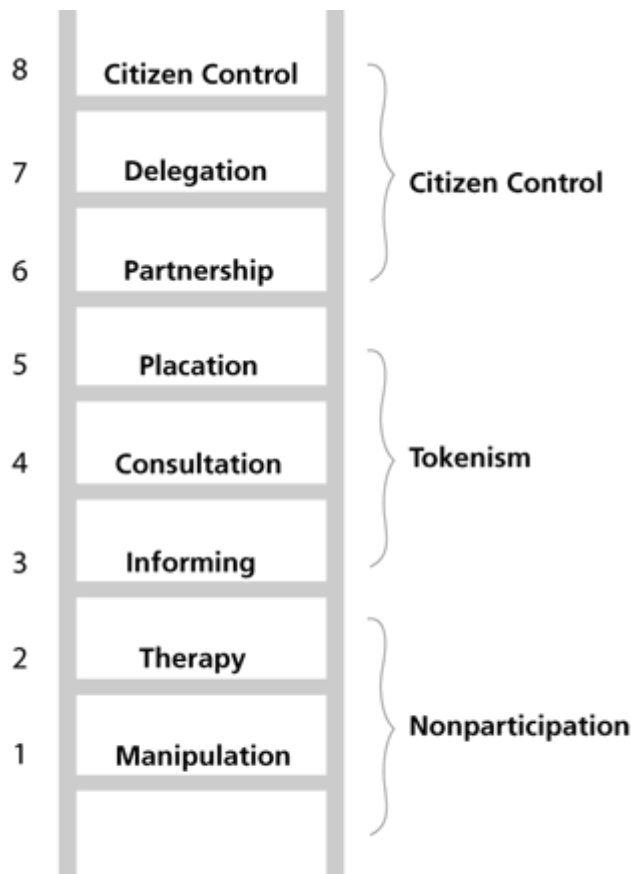 8 Citizen Control
7 Delegation
Citizen Control
6 Partnership
5 Placation
4 Consultation
Tokenism
3 Informing
2 Therapy
Nonparticipation
1 Manipulation